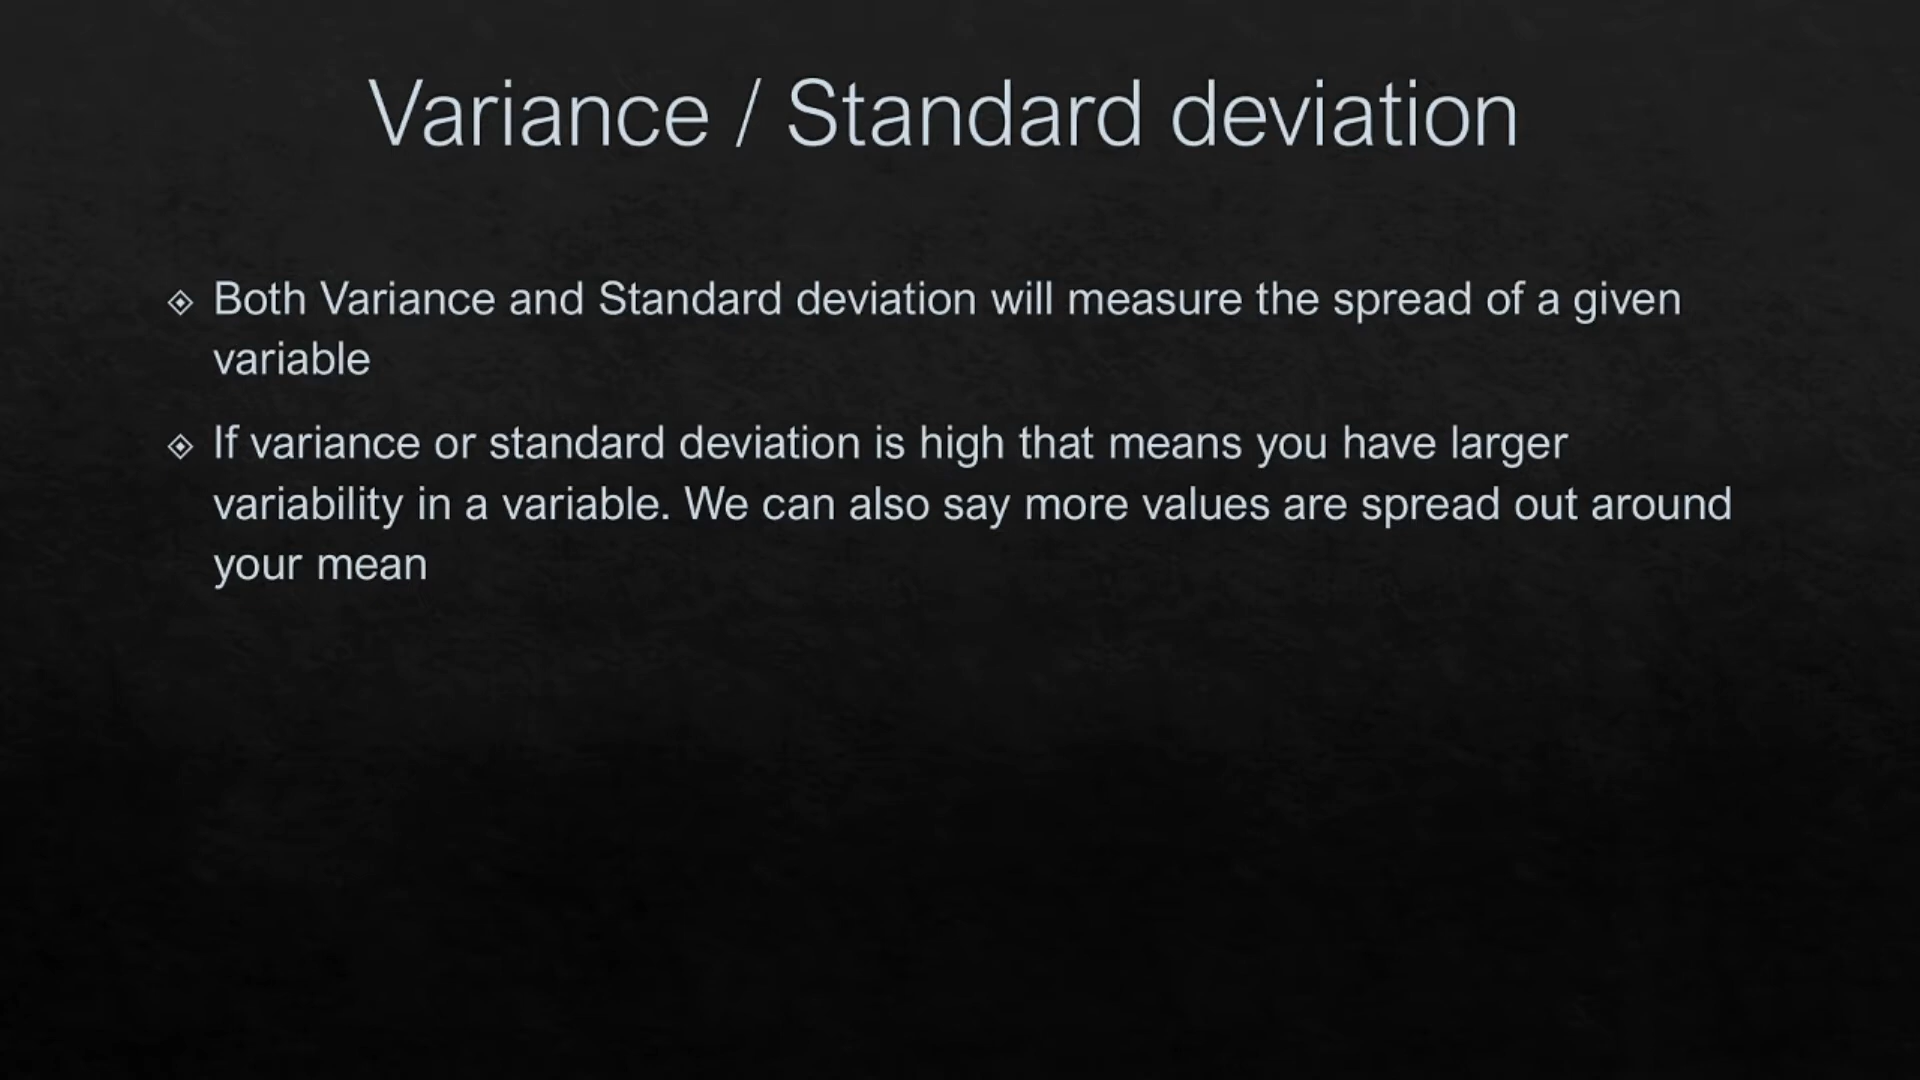 Variance / Standard deviation
Both Variance and Standard deviation will measure the spread of a given
variable
If variance or standard deviation is high that means you have larger
variability in a variable. We can also say more values are spread out around
your mean